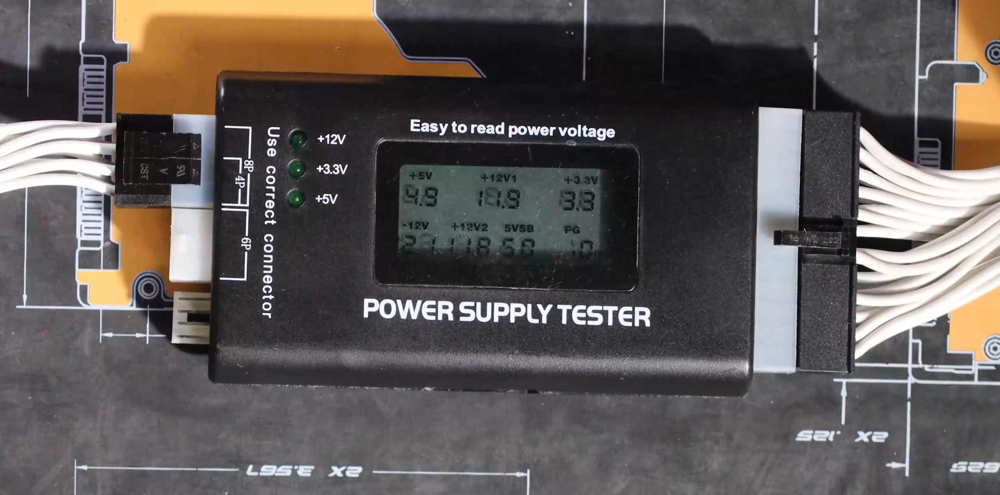 Easy to read power voltage
+12V
+3.3V
+5V
Use correct connector
8P
4P
6P
+5V +12V1 +3.3V
4.9 11.9 3.3
-12V +12V2 5VSB PG
5.0
POWER SUPPLY TESTER
CST
2X .125
2X 3.567
.625